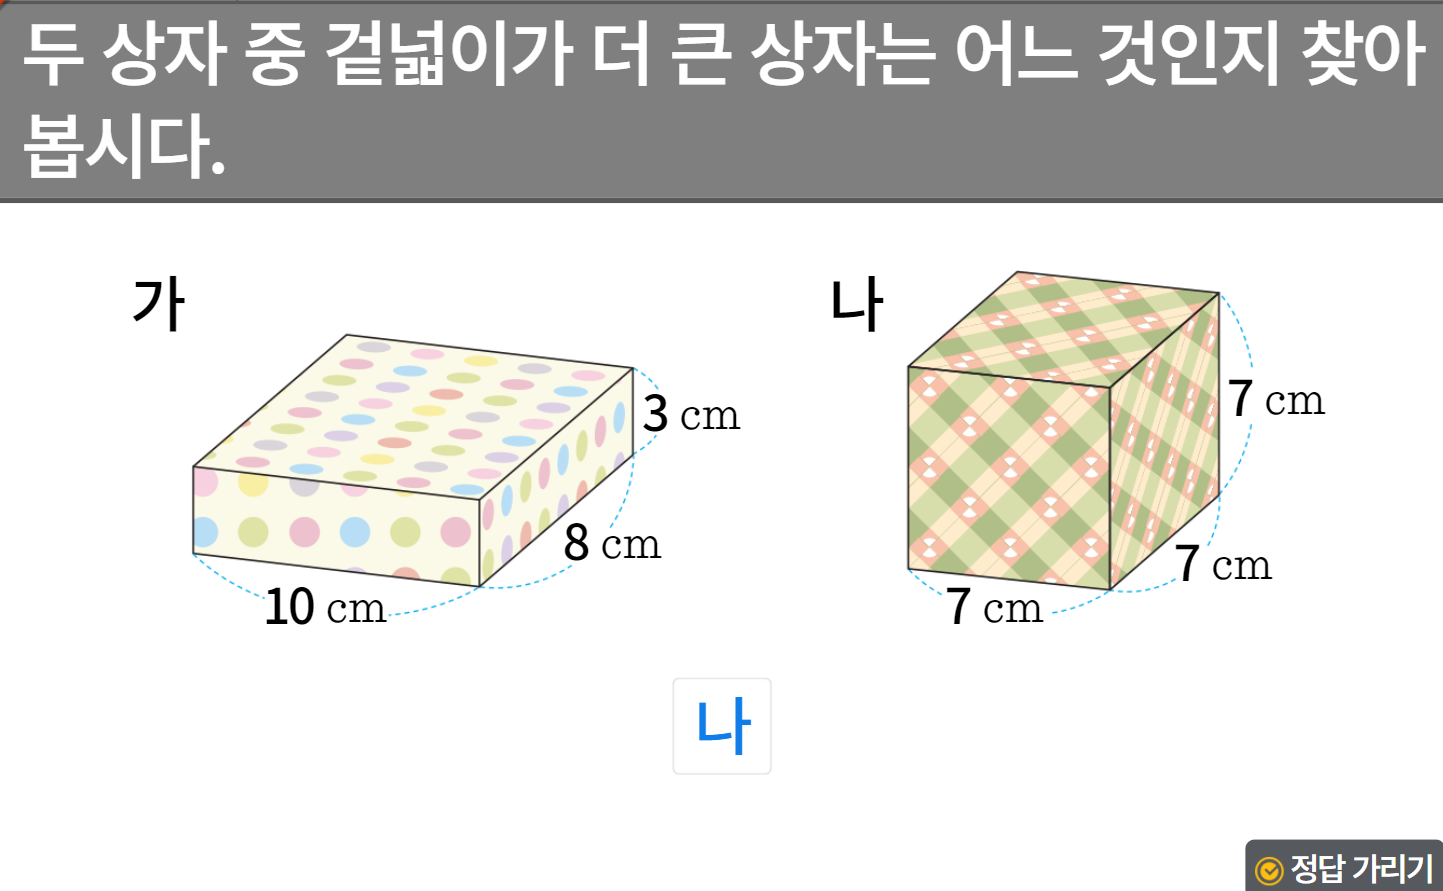 두 상자 중 겉넓이가 더 큰 상자는 어느 것인지 찾아
봅시다.
가
나
3 cm
7 cm
8 cm
7 cm
10 cm
7 cm
나
정답 가리기